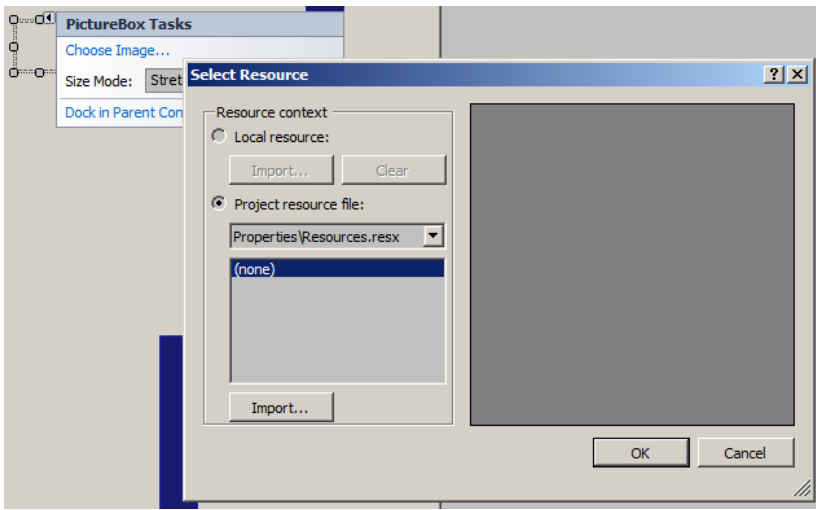 PictureBox Tasks
Choose Image...
Size Mode: Stret
Dock in Parent Con
Select Resource
Resource context
Local resource:
Import... Clear
Project resource file:
Properties\Resources.resx
(none)
Import...
OK Cancel